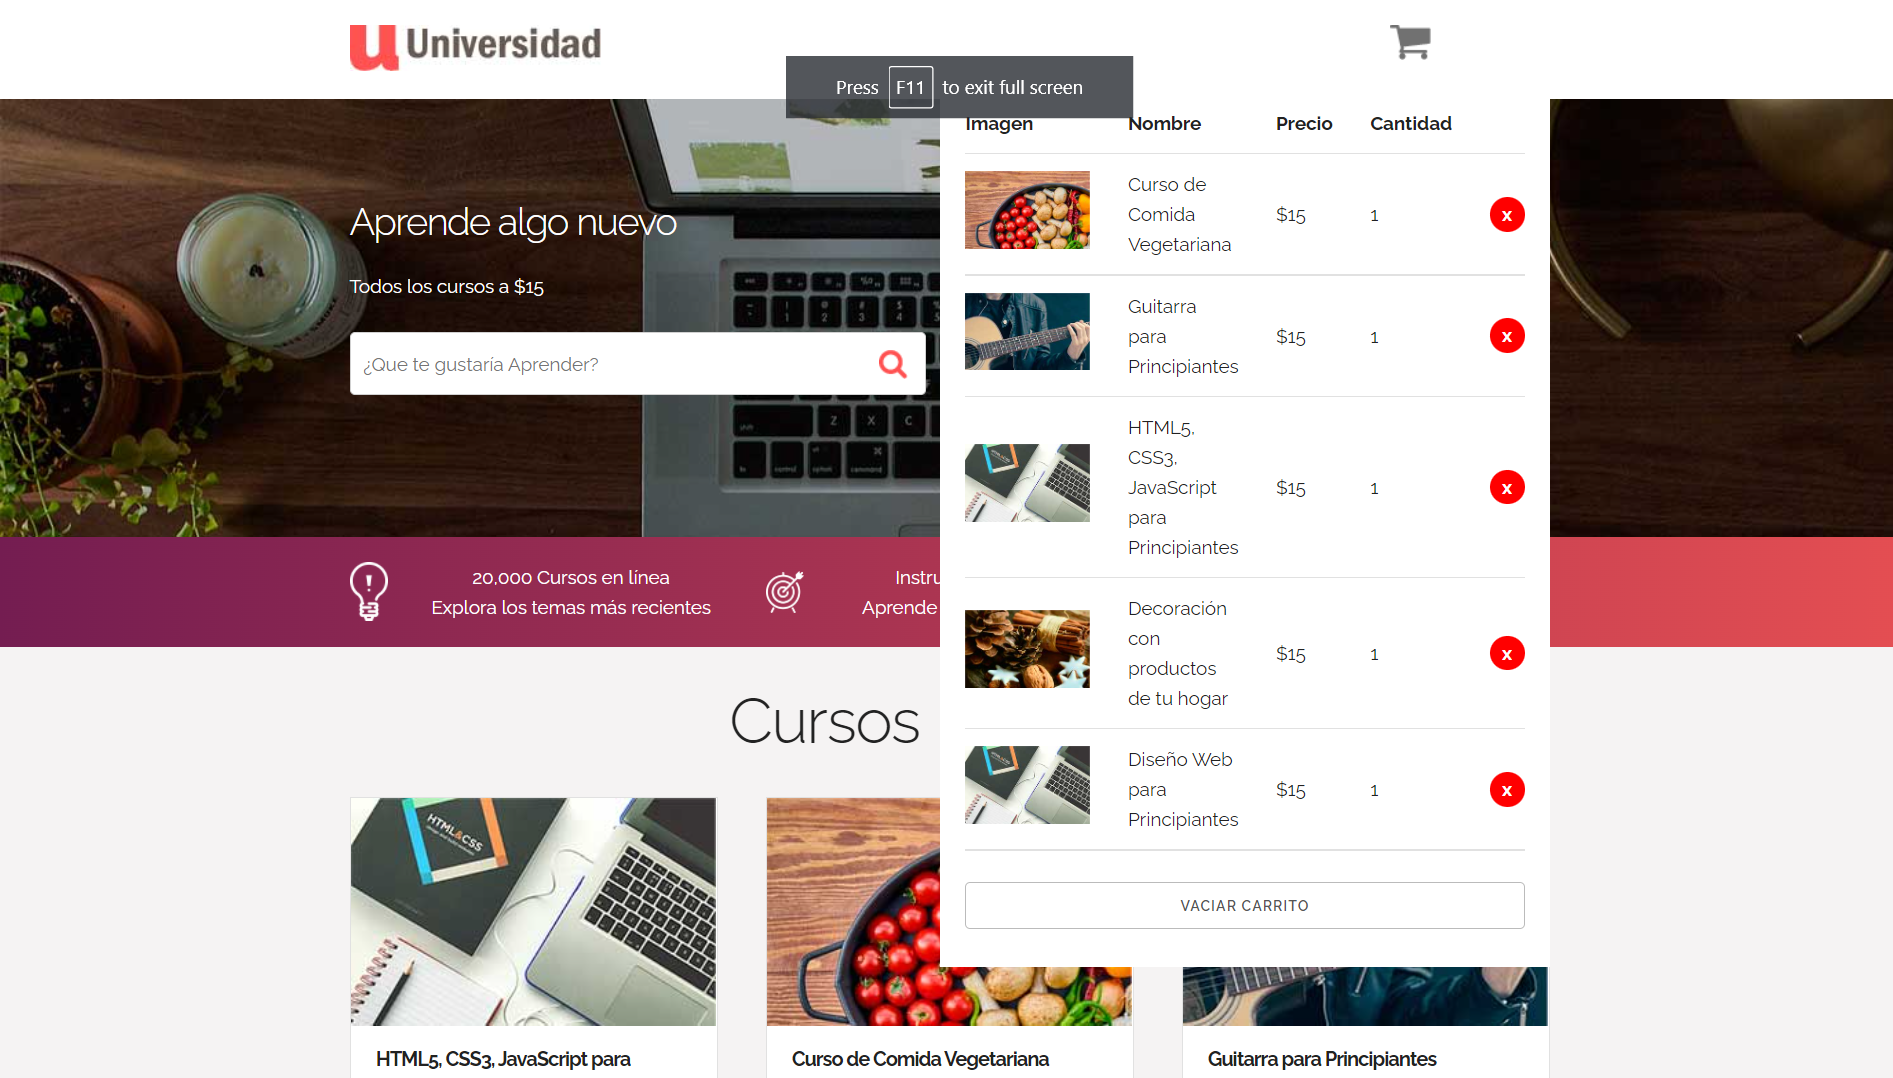 u Universidad
Press F11 to exit full screen
Imagen Nombre Precio Cantidad
Curso de
Comida
Vegetariana
$15 1 x
Guitarra
para
Principiantes
$15 1 x
HTML5,
CSS3,
JavaScript
para
Principiantes
$15 1 x
Decoración
con
productos
de tu hogar
$15 1 x
Diseño Web
para
Principiantes
$15 1 x
VACIAR CARRITO
Aprende algo nuevo
Todos los cursos a $15
¿Que te gustaría Aprender?
20,000 Cursos en línea
Explora los temas más recientes
Instru
Aprende
Cursos
HTML&CSS
HTML5, CSS3, JavaScript para
Curso de Comida Vegetariana
Guitarra para Principiantes